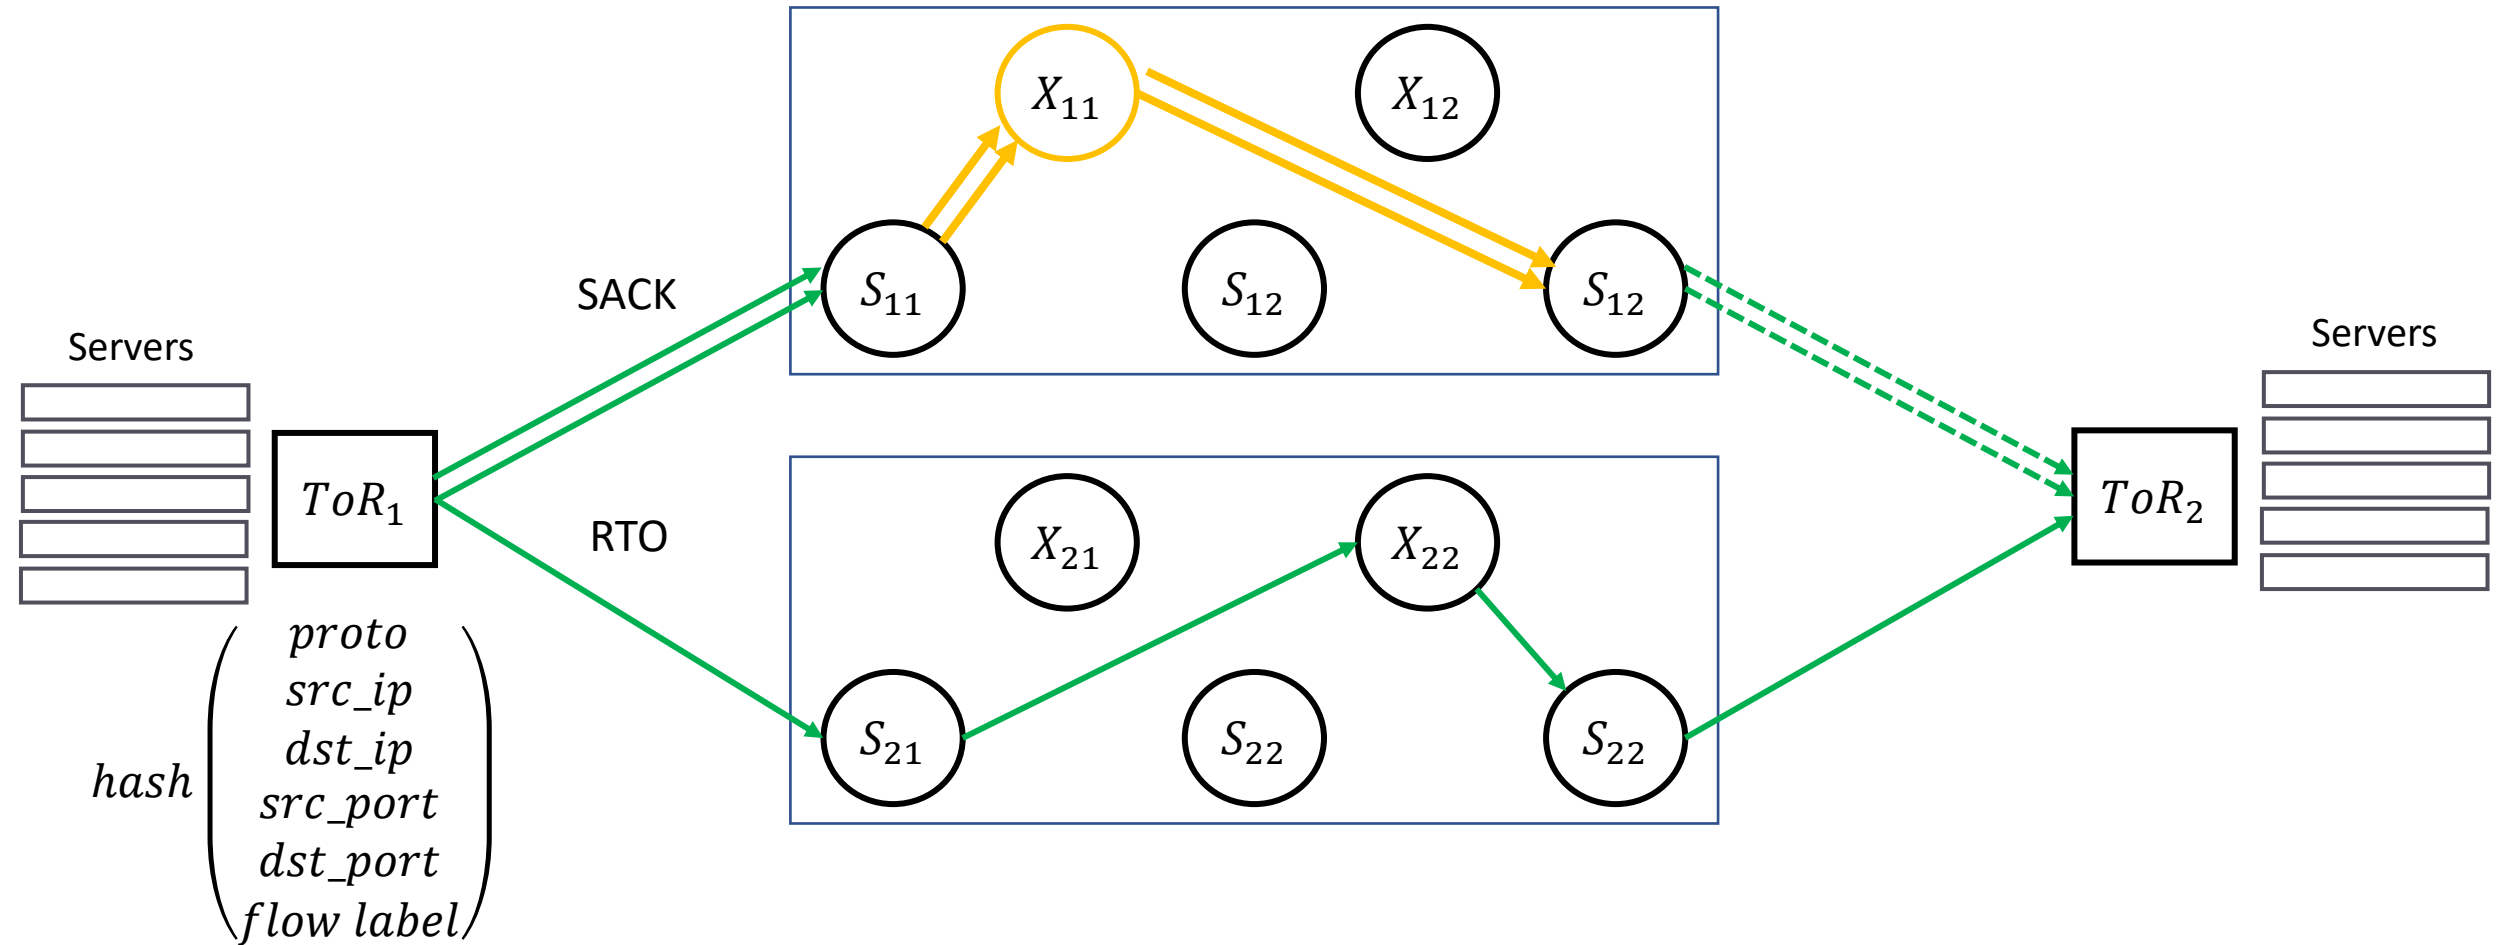 X₁₁
X₁₂
SACK
S₁₁
S₁₂
S₁₂
Servers
Servers
ToR₁
ToR₂
RTO
X₂₁
X₂₂
S₂₁
S₂₂
S₂₂
proto
src_ip
dst_ip
hash
src_port
dst_port
flow label